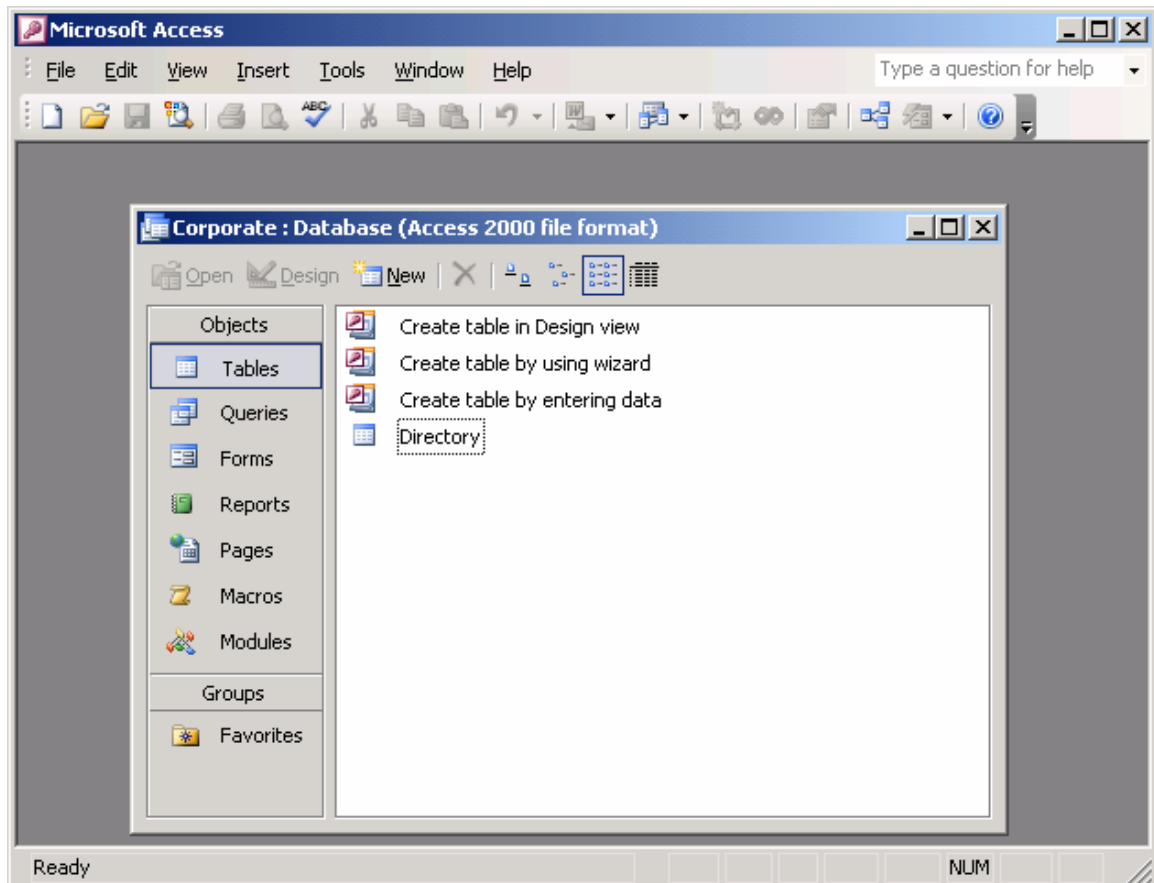 Microsoft Access
File Edit View Insert Tools Window Help Type a question for help
ABC
Corporate : Database (Access 2000 file format)
Open Design New
Objects
Tables
Queries
Forms
Reports
Pages
Macros
Modules
Groups
Favorites
Create table in Design view
Create table by using wizard
Create table by entering data
Directory
Ready NUM